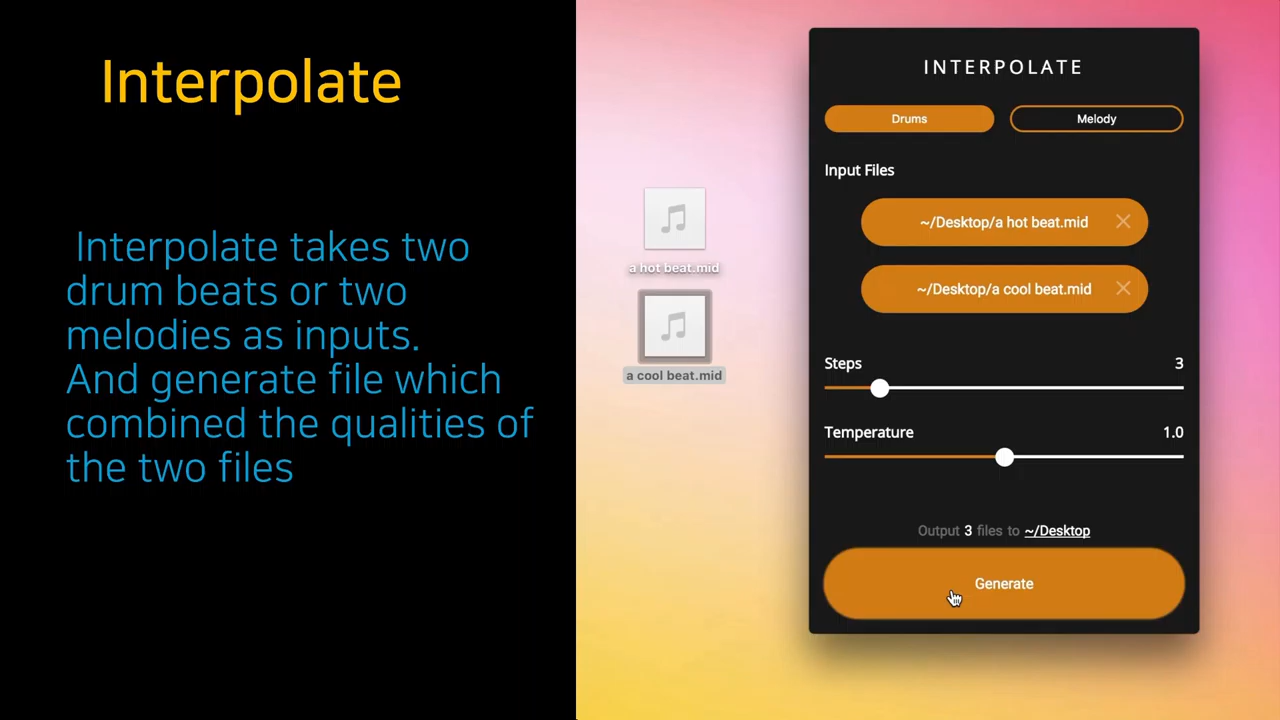 Interpolate
Interpolate takes two
drum beats or two
melodies as inputs.
And generate file which
combined the qualities of
the two files
a hot beat.mid
a cool beat.mid
INTERPOLATE
Drums
Melody
Input Files
~/Desktop/a hot beat.mid
~/Desktop/a cool beat.mid
Steps 3
Temperature 1.0
Output 3 files to ~/Desktop
Generate